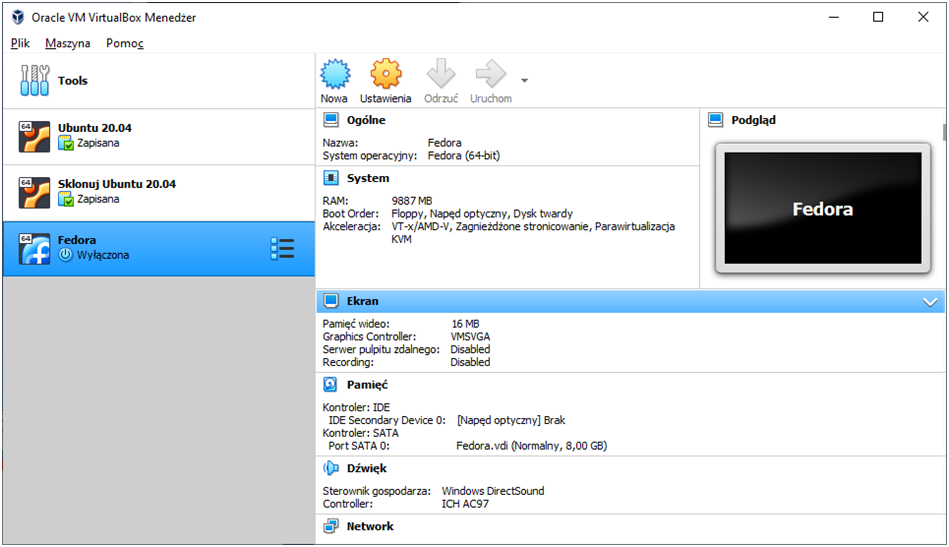 Oracle VM VirtualBox Menedżer
Plik Maszyna Pomoc
Tools
64
Ubuntu 20.04
Zapisana
64
Sklonuj Ubuntu 20.04
Zapisana
64
Fedora
Wyłączona
Nowa Ustawienia Odrzuć Uruchom
Ogólne
Nazwa: Fedora
System operacyjny: Fedora (64-bit)
System
RAM: 9887 MB
Boot Order: Floppy, Napęd optyczny, Dysk twardy
Akceleracja: VT-x/AMD-V, Zagnieżdżone stronicowanie, Parawirtualizacja
KVM
Podgląd
Fedora
Ekran
Pamięć wideo: 16 MB
Graphics Controller: VMSVGA
Serwer pulpitu zdalnego: Disabled
Recording: Disabled
Pamięć
Kontroler: IDE
IDE Secondary Device 0: [Napęd optyczny] Brak
Kontroler: SATA
Port SATA 0: Fedora.vdi (Normalny, 8,00 GB)
Dźwięk
Sterownik gospodarza: Windows DirectSound
Controller: ICH AC97
Network